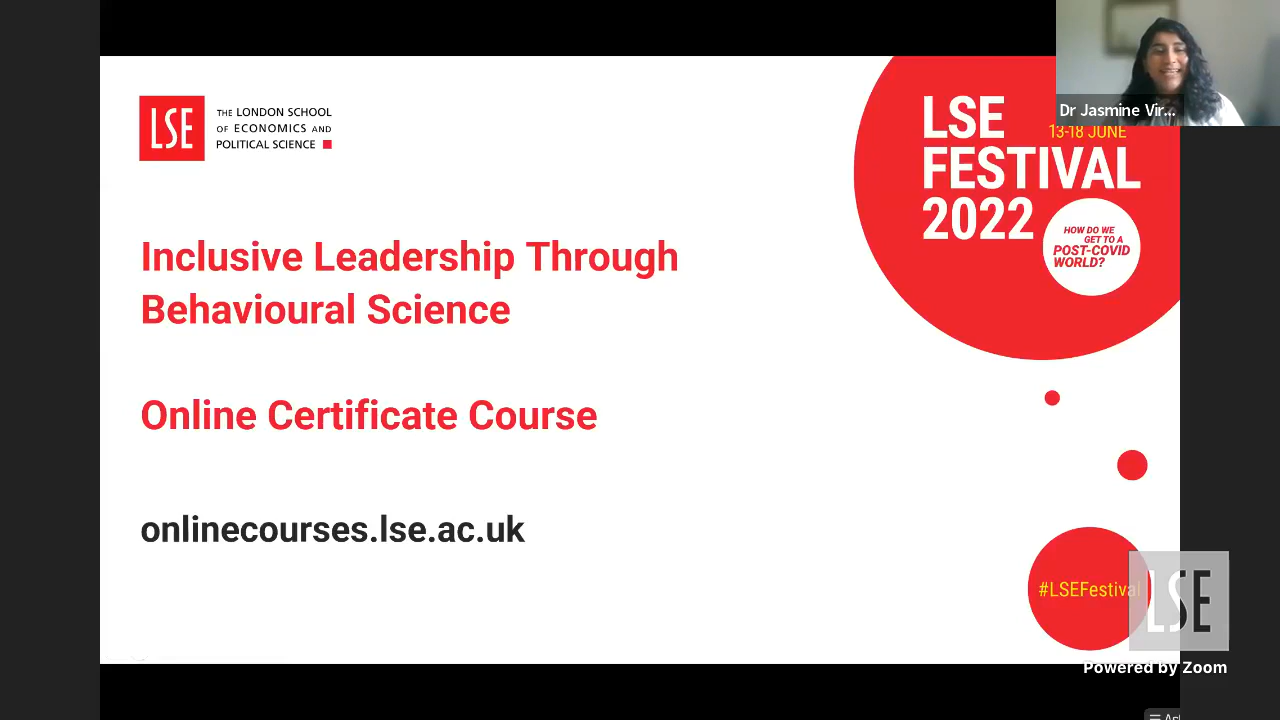 LSE
THE LONDON SCHOOL
OF ECONOMICS AND
POLITICAL SCIENCE
Inclusive Leadership Through
Behavioural Science
Online Certificate Course
onlinecourses.lse.ac.uk
Dr Jasmine Vir...
LSE
13-18 JUNE
FESTIVAL
2022
HOW DO WE
GET TO A
POST-COVID
WORLD?
#LSEFestival
LSE
Powered by Zoom